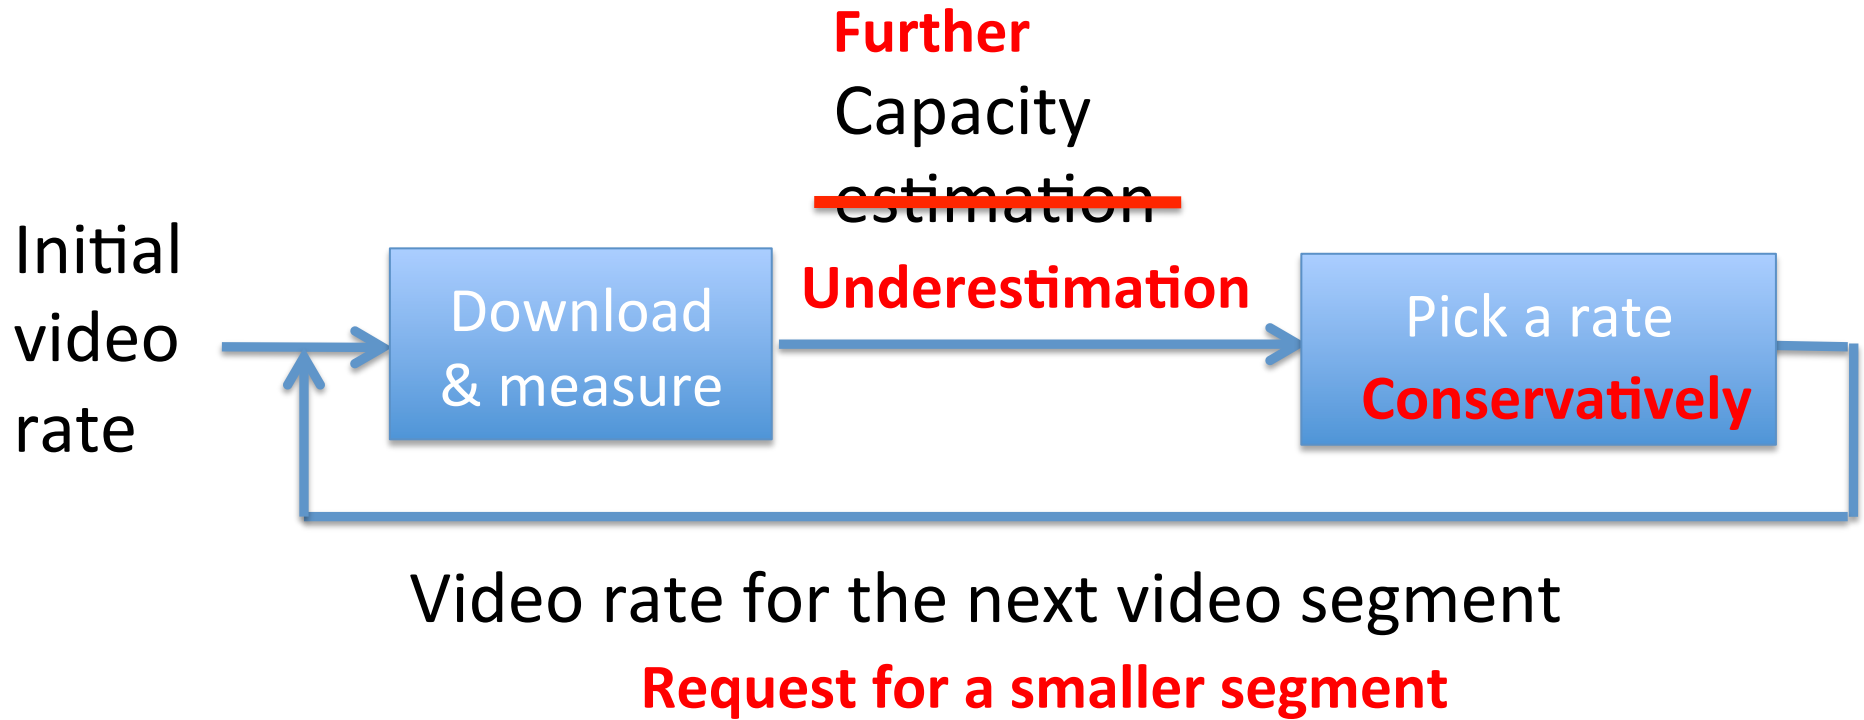 Further
Capacity
estimation
Underestimation
Initial
video
rate
Download
& measure
Pick a rate
Conservatively
Video rate for the next video segment
Request for a smaller segment